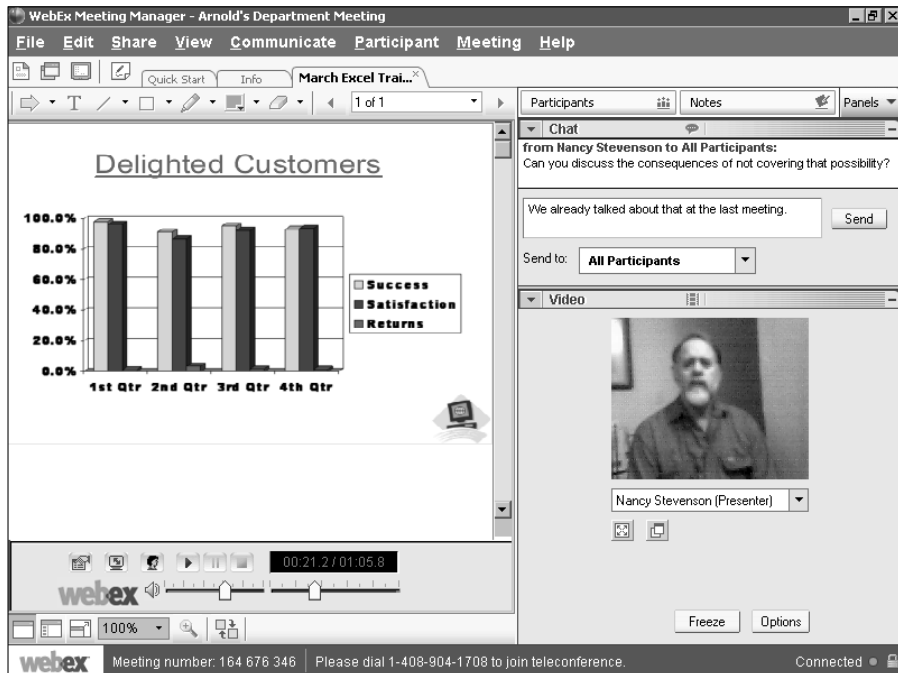 WebEx Meeting Manager - Arnold's Department Meeting
File Edit Share View Communicate Participant Meeting Help
Quick Start Info March Excel Trai...
T 1 of 1
Participants Notes Panels
Chat
from Nancy Stevenson to All Participants:
Can you discuss the consequences of not covering that possibility?
We already talked about that at the last meeting.
Send
Send to: All Participants
Video
Nancy Stevenson (Presenter)
Freeze Options
Delighted Customers
100.0%
80.0%
60.0%
40.0%
20.0%
0.0%
1st Qtr 2nd Qtr 3rd Qtr 4th Qtr
Success
Satisfaction
Returns
00:21.2 / 01:05.8
webex
100%
webex Meeting number: 164 676 346 Please dial 1-408-904-1708 to join teleconference. Connected